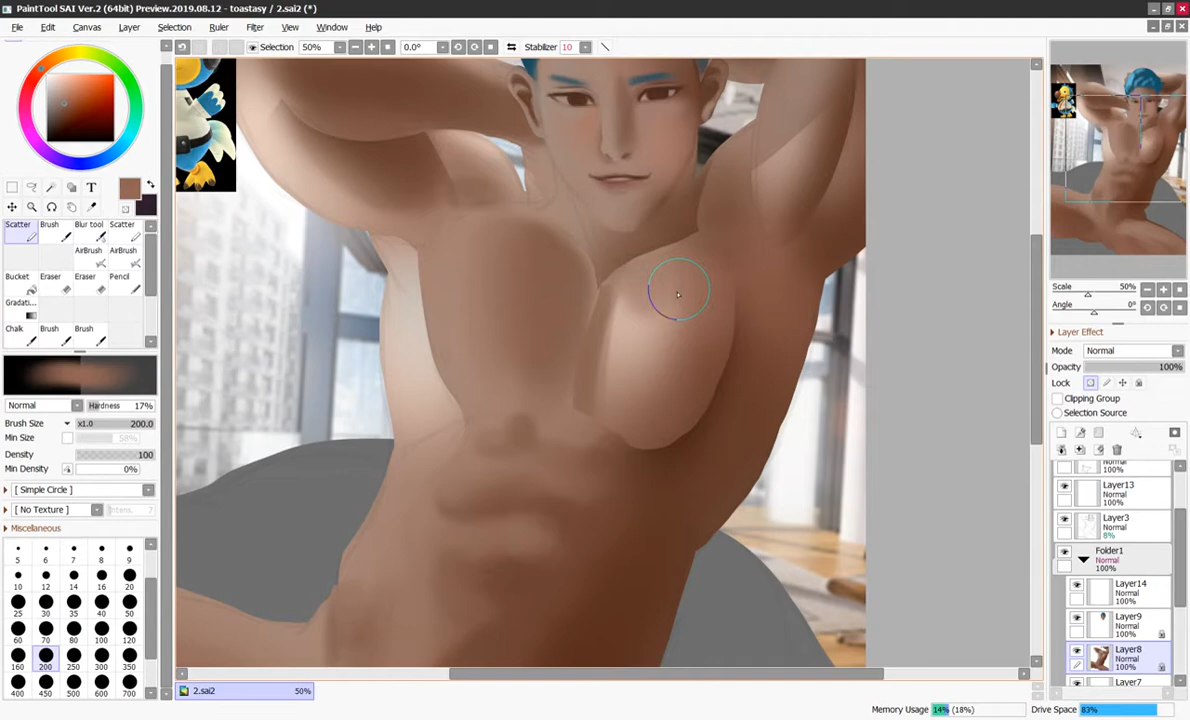 PaintTool SAI Ver.2 (64bit) Preview.2019.08.12 - toastasy / 2.sai2 (*)
File Edit Canvas Layer Selection Ruler Filter View Window Help
Selection 50% 0.0° Stabilizer 10
T
Scatter Brush Blur tool Scatter
AirBrush AirBrush
Bucket Eraser Eraser Pencil
Gradati...
Chalk Brush Brush
Normal Hardness 17%
Brush Size x1.0 200.0
Min Size 58%
Density 100
Min Density 0%
[ Simple Circle ]
[ No Texture ] Intens. 7
Miscellaneous
5 6 7 8 9
10 12 14 16 20
25 30 35 40 50
60 70 80 100 120
160 200 250 300 350
400 450 500 600 700
Scale 50%
Angle 0°
Layer Effect
Mode Normal
Opacity 100%
Lock
Clipping Group
Selection Source
Normal
100%
Layer13
Normal
100%
Layer3
Normal
8%
Folder1
Normal
100%
Layer14
Normal
100%
Layer9
Normal
100%
Layer8
Normal
100%
Layer7
2.sai2 50%
Memory Usage 14% (18%) Drive Space 83%